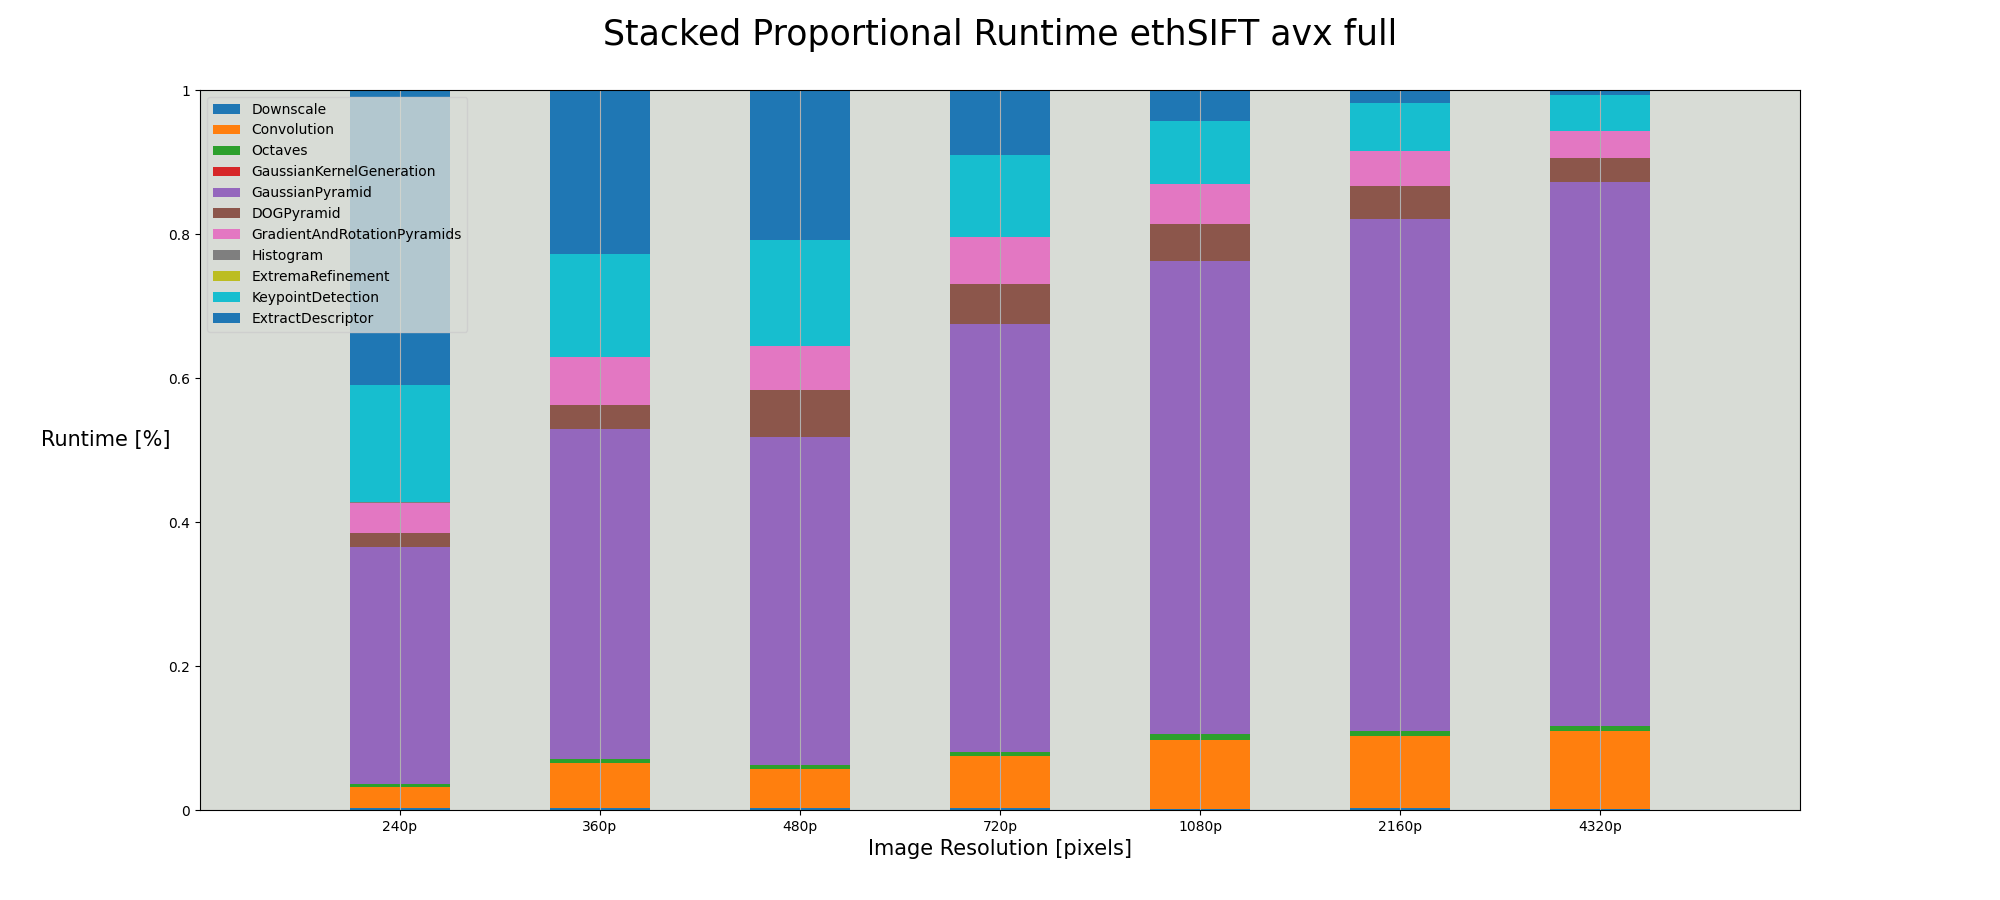 Stacked Proportional Runtime ethSIFT avx full
1
Downscale
Convolution
Octaves
GaussianKernelGeneration
GaussianPyramid
DOGPyramid
GradientAndRotationPyramids
Histogram
ExtremaRefinement
KeypointDetection
ExtractDescriptor
0.8
0.6
Runtime [%]
0.4
0.2
0
240p 360p 480p 720p 1080p 2160p 4320p
Image Resolution [pixels]